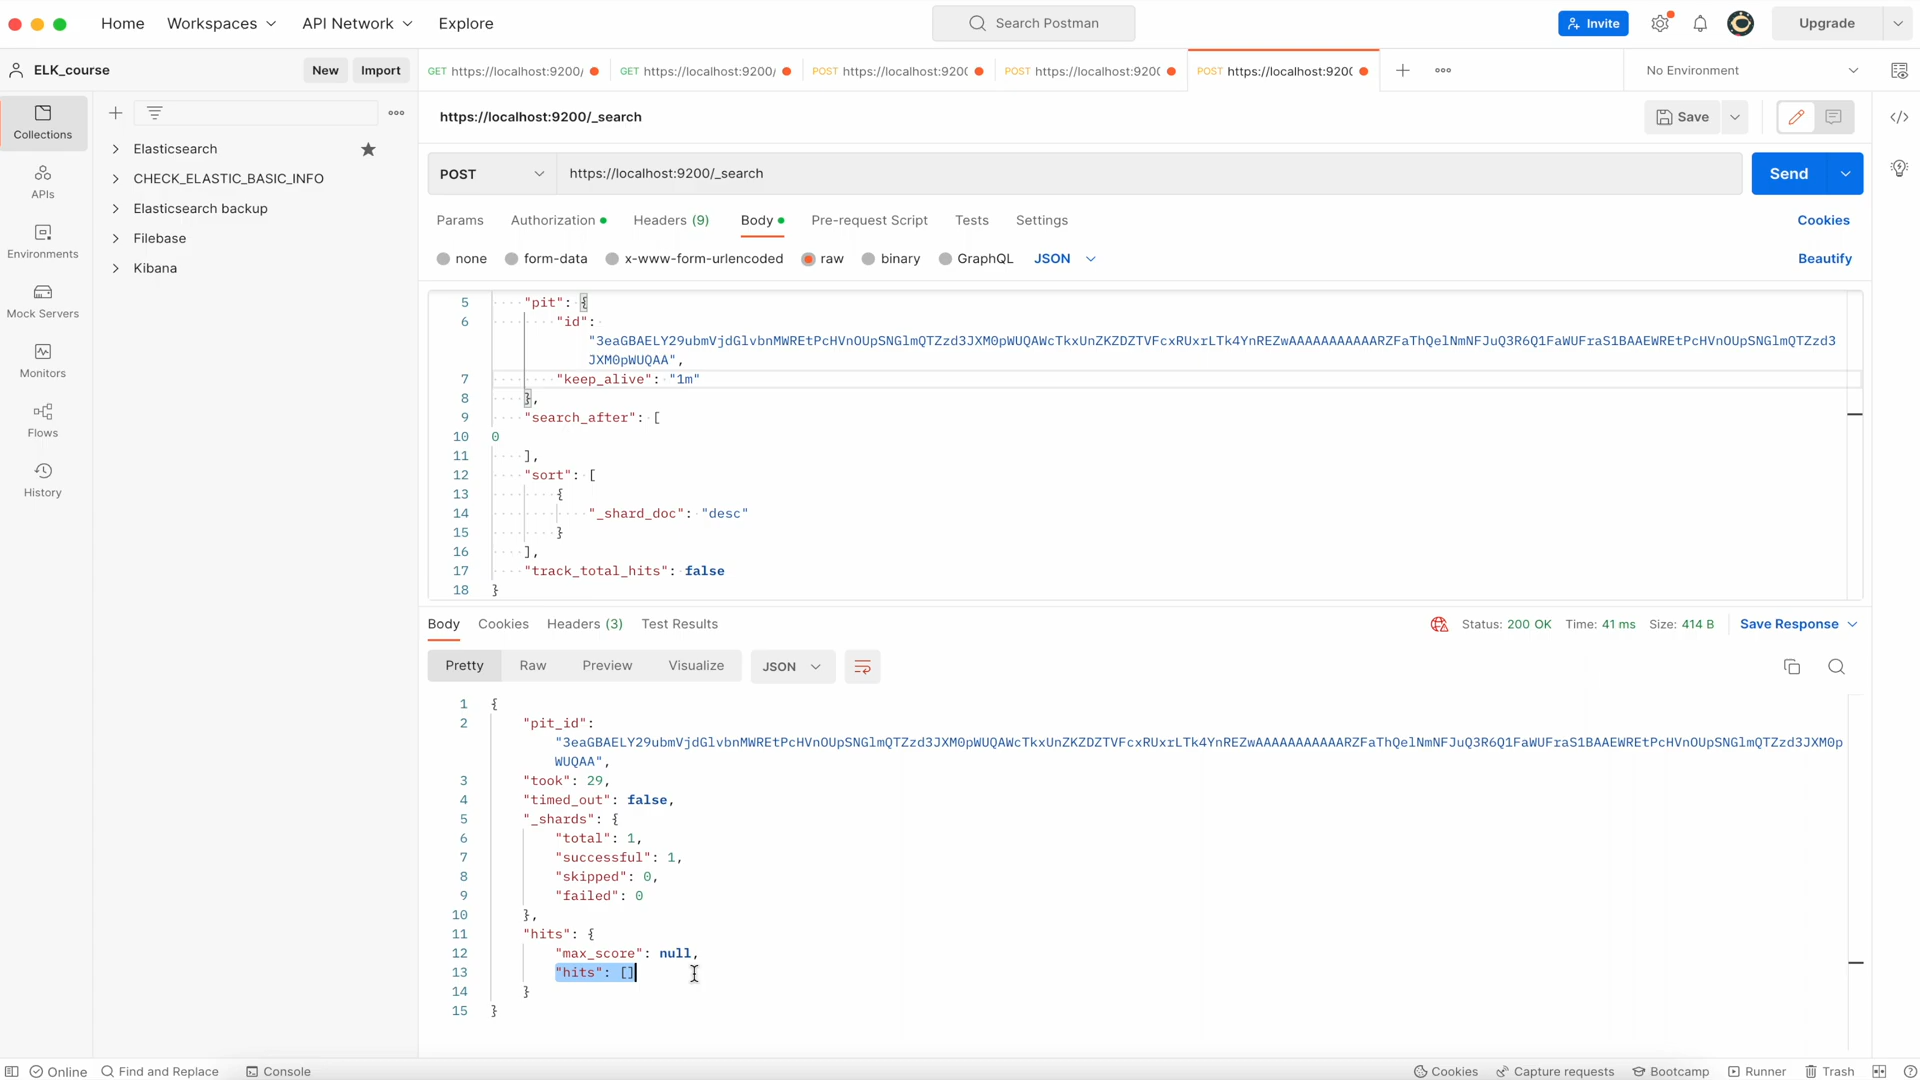 Home Workspaces API Network Explore Search Postman Invite Upgrade
ELK_course New Import GET https://localhost:9200/ GET https://localhost:9200/ POST https://localhost:920( POST https://localhost:920( POST https://localhost:920( No Environment
Collections
APIs
Environments
Mock Servers
Monitors
Flows
History
Elasticsearch
CHECK_ELASTIC_BASIC_INFO
Elasticsearch backup
Filebase
Kibana
https://localhost:9200/_search Save
POST https://localhost:9200/_search Send
Params Authorization Headers (9) Body Pre-request Script Tests Settings Cookies
none form-data x-www-form-urlencoded raw binary GraphQL JSON Beautify
5 "pit": {
6 "id":
"3eaGBAELY29ubmVjdGlvbnMWREtPcHVnOUpSNGlmQTZzd3JXM0pWUQAWcTkxUnZKZDZTVFcxRUxrLTk4YnREZwAAAAAAAAAAARZFaThQelNmNFJuQ3R6Q1FaWUFraS1BAAEWREtPcHVnOUpSNGlmQTZzd3
JXM0pWUQAA",
7 "keep_alive": "1m"
8 },
9 "search_after": [
10 0
11 ],
12 "sort": [
13 {
14 "_shard_doc": "desc"
15 }
16 ],
17 "track_total_hits": false
18 }
Body Cookies Headers (3) Test Results Status: 200 OK Time: 41 ms Size: 414 B Save Response
Pretty Raw Preview Visualize JSON
1 {
2 "pit_id":
"3eaGBAELY29ubmVjdGlvbnMWREtPcHVnOUpSNGlmQTZzd3JXM0pWUQAWcTkxUnZKZDZTVFcxRUxrLTk4YnREZwAAAAAAAAAAARZFaThQelNmNFJuQ3R6Q1FaWUFraS1BAAEWREtPcHVnOUpSNGlmQTZzd3JXM0p
WUQAA",
3 "took": 29,
4 "timed_out": false,
5 "_shards": {
6 "total": 1,
7 "successful": 1,
8 "skipped": 0,
9 "failed": 0
10 },
11 "hits": {
12 "max_score": null,
13 "hits": []
14 }
15 }
Online Find and Replace Console Cookies Capture requests Bootcamp Runner Trash